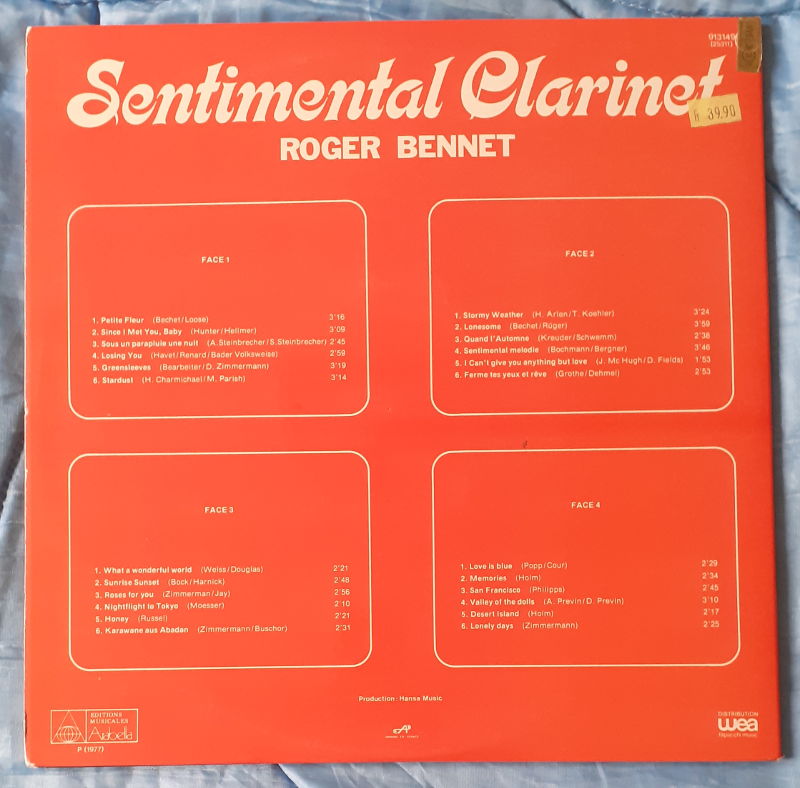 913149
(25011)
Sentimental Clarinet
39,90
ROGER BENNET
FACE 1
1. Petite Fleur (Bechet/Loose) 3'16
2. Since I Met You, Baby (Hunter/Hellmer) 3'09
3. Sous un parapluie une nuit (A.Steinbrecher/S.Steinbrecher) 2'45
4. Losing You (Havet/Renard/Bader Volksweise) 2'59
5. Greensleeves (Bearbeiter/D. Zimmermann) 3'19
6. Stardust (H. Charmichael/M. Parish) 3'14
FACE 2
1. Stormy Weather (H. Arlen/T. Koehler) 3'24
2. Lonesome (Bechet/Rüger) 3'59
3. Quand l'Automne (Kreuder/Schwemm) 2'38
4. Sentimental melodie (Bochmann/Bergner) 3'46
5. I Can't give you anything but love (J. Mc Hugh/D. Fields) 1'53
6. Ferme tes yeux et rêve (Grothe/Dehmel) 2'53
FACE 3
1. What a wonderful world (Weiss/Douglas) 2'21
2. Sunrise Sunset (Bock/Harnick) 2'48
3. Roses for you (Zimmerman/Jay) 2'56
4. Nightflight to Tokyo (Moesser) 2'10
5. Honey (Russel) 2'21
6. Karawane aus Abadan (Zimmermann/Buschor) 2'31
FACE 4
1. Love is blue (Popp/Cour) 2'29
2. Memories (Holm) 2'34
3. San Francisco (Philipps) 2'45
4. Valley of the dolls (A. Previn/D. Previn) 3'10
5. Desert Island (Holm) 2'17
6. Lonely days (Zimmermann) 2'25
Production: Hansa Music
EDITIONS
MUSICALES
Arabella
P (1977)
DISTRIBUTION
wea
filipacchi music